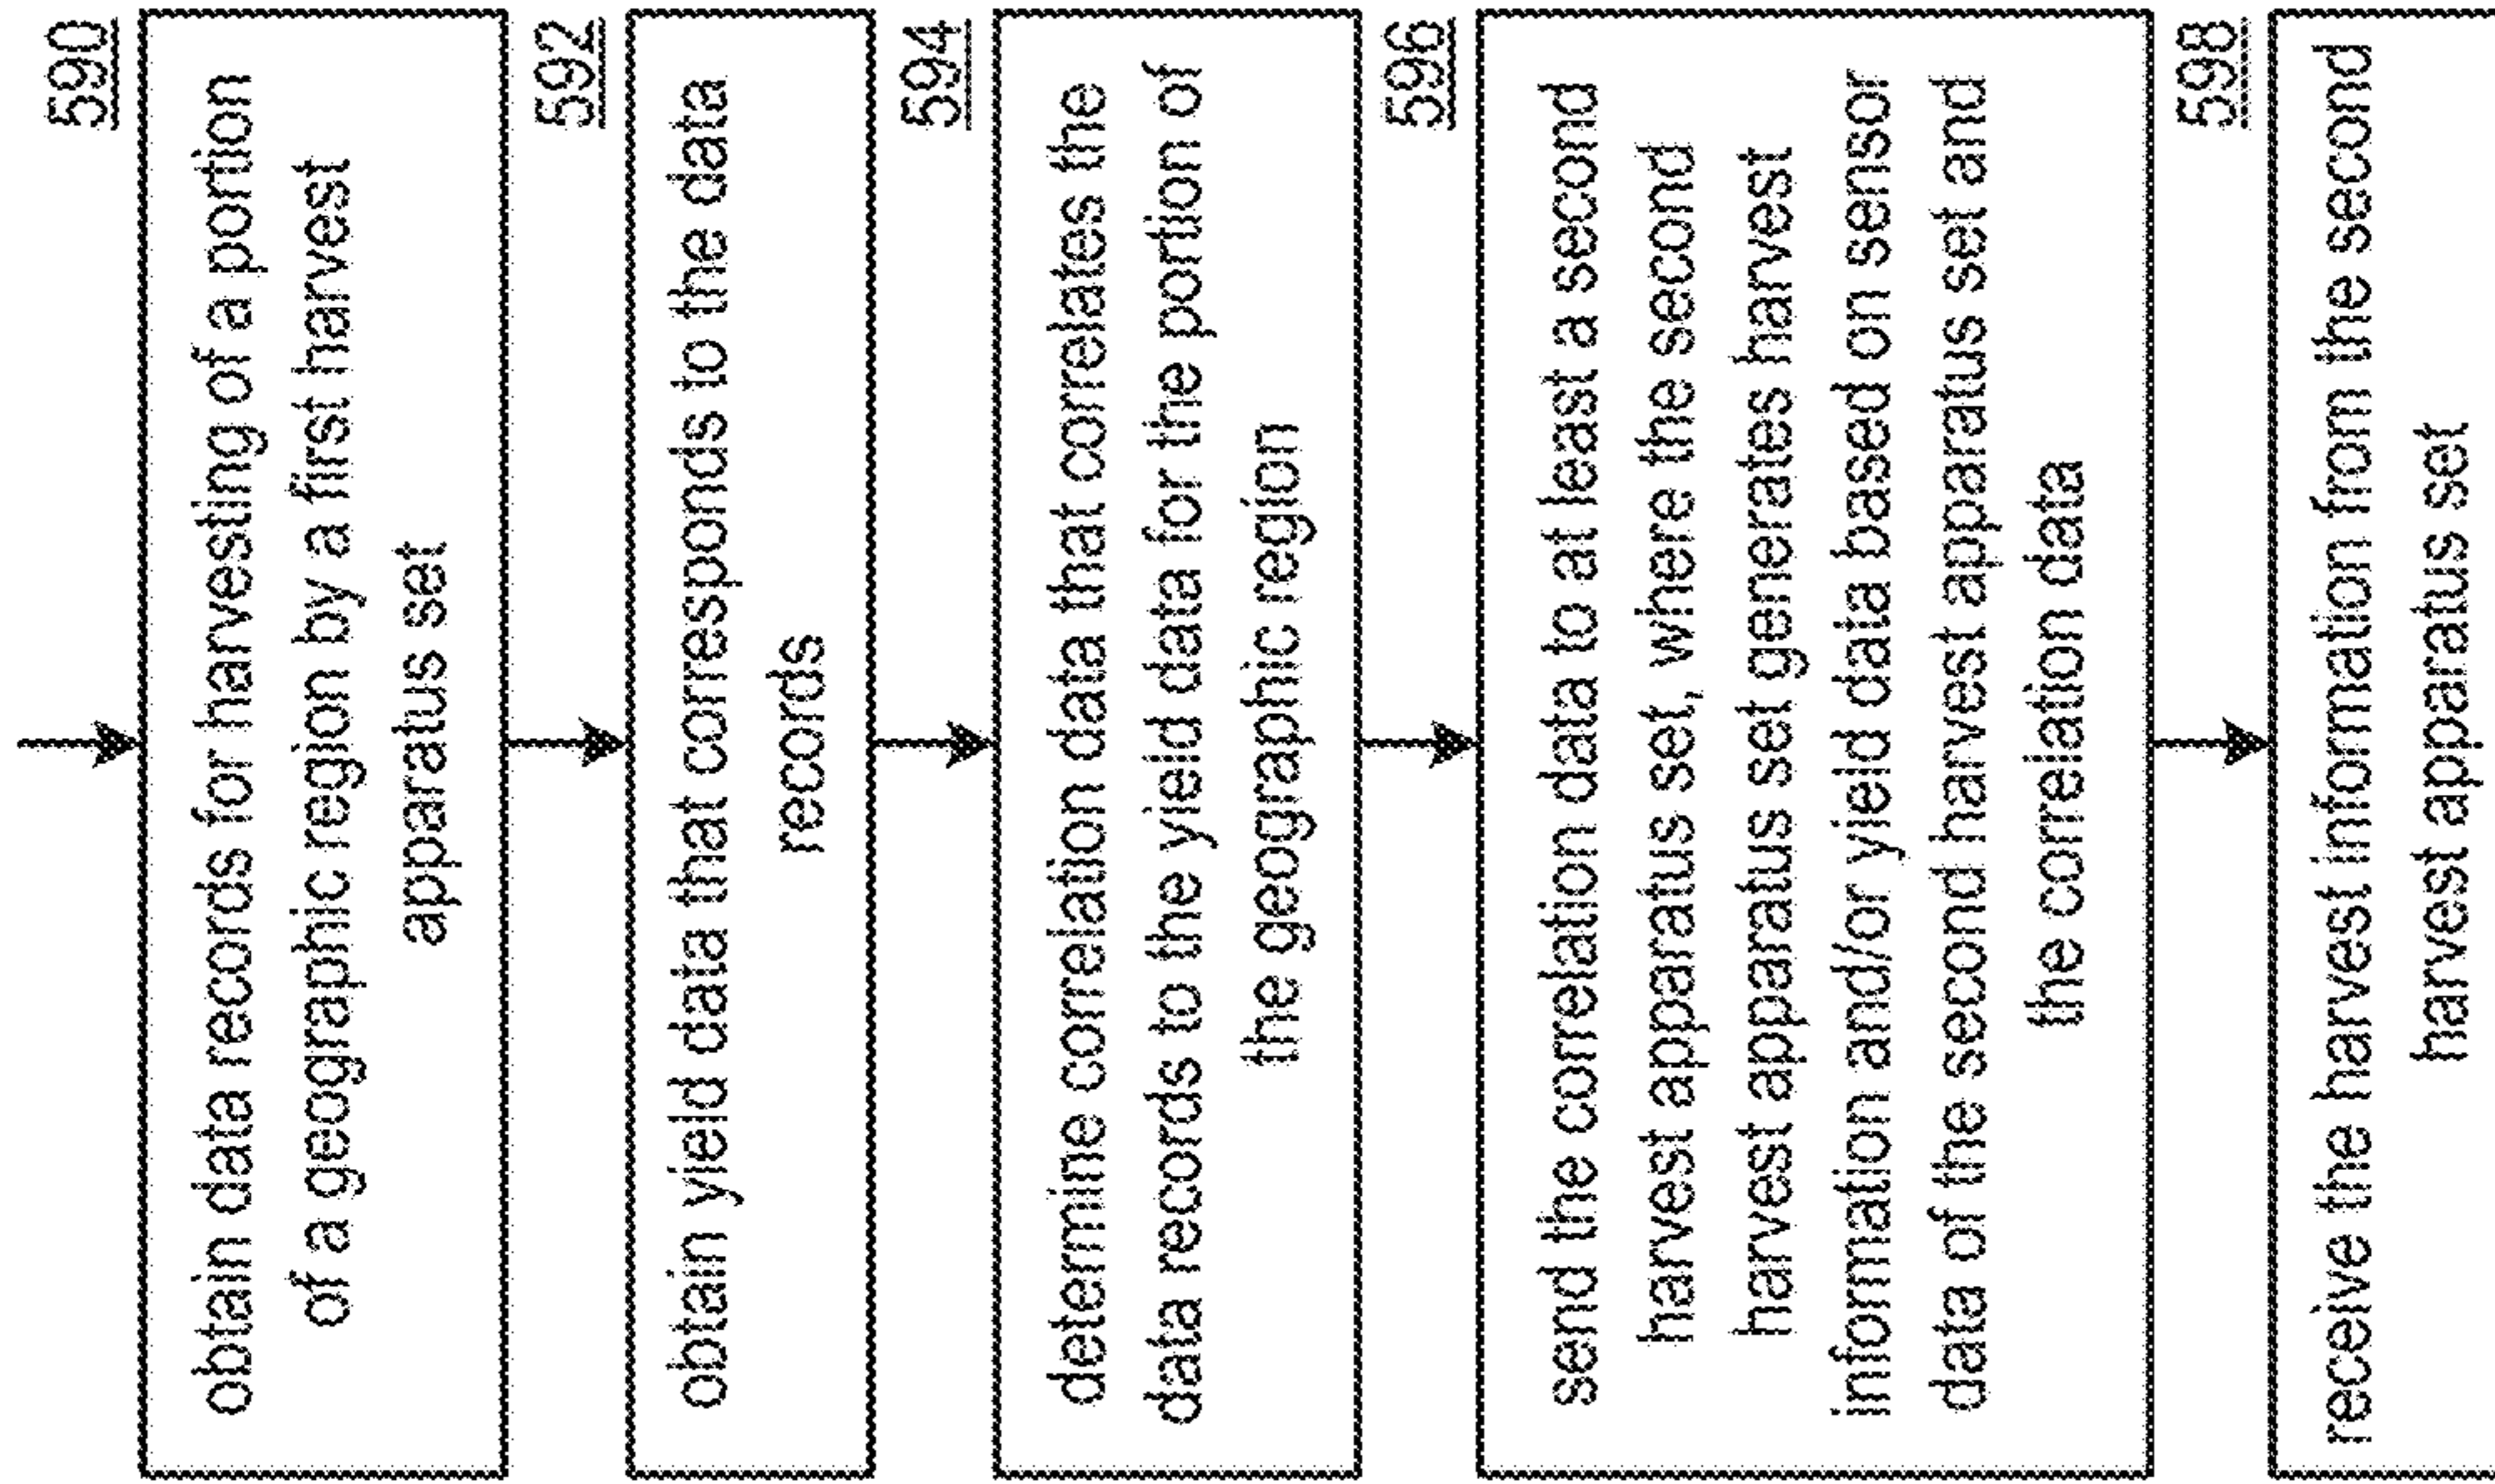 590
obtain data records for harvesting of a portion
of a geographic region by a first harvest
apparatus set
592
obtain yield data that corresponds to the data
records
594
determine correlation data that correlates the
data records to the yield data for the portion of
the geographic region
596
send the correlation data to at least a second
harvest apparatus set, where the second
harvest apparatus set generates harvest
information and/or yield data based on sensor
data of the second harvest apparatus set and
the correlation data
598
receive the harvest information from the second
harvest apparatus set